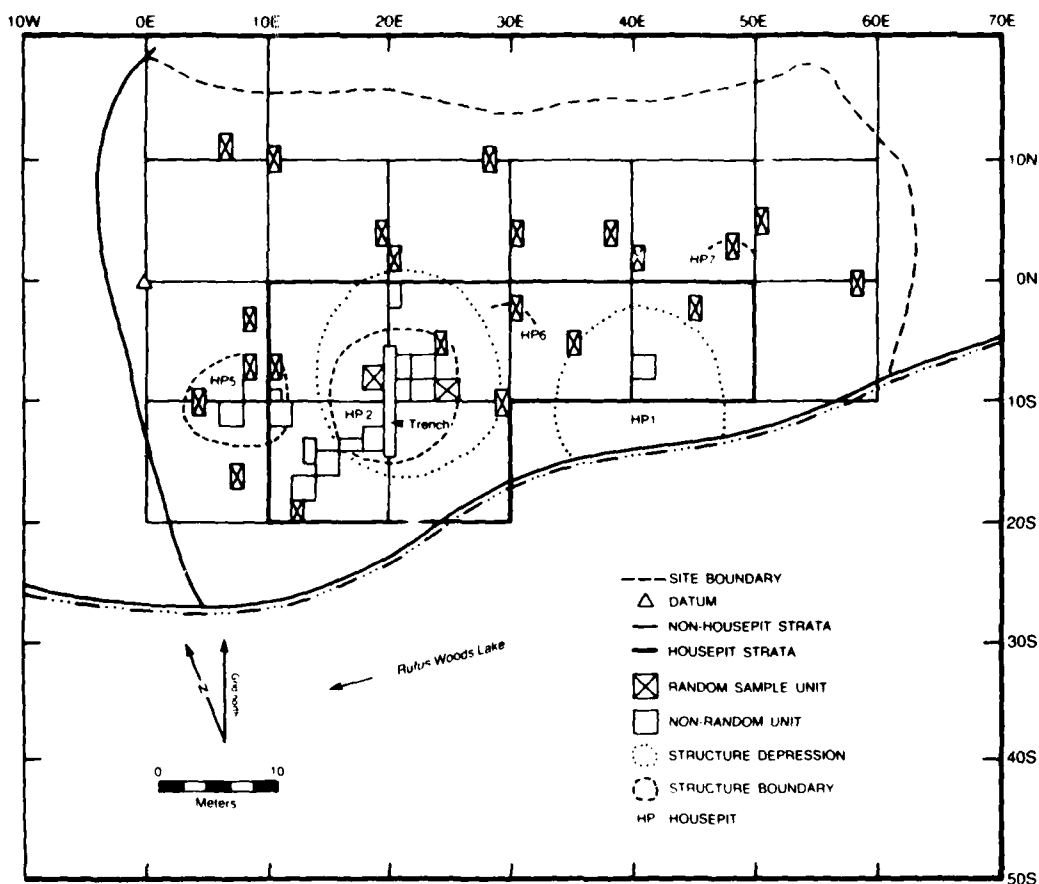 10W 0E 10E 20E 30E 40E 50E 60E 70E
10N
HP7
0N
HP6
HP5
HP2
Trench
HP1
10S
20S
SITE BOUNDARY
DATUM
NON-HOUSEPIT STRATA
30S
HOUSEPIT STRATA
Rufus Woods Lake
N
Grid north
RANDOM SAMPLE UNIT
NON-RANDOM UNIT
STRUCTURE DEPRESSION
40S
0 10
Meters
STRUCTURE BOUNDARY
HP HOUSEPIT
50S